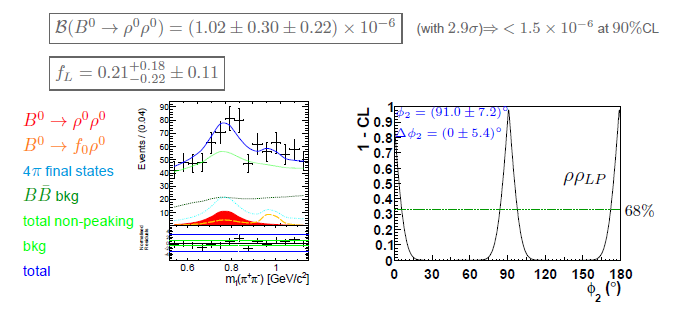 B(B⁰ → ρ⁰ρ⁰) = (1.02 ± 0.30 ± 0.22) × 10⁻⁶ (with 2.9σ)⇒ < 1.5 × 10⁻⁶ at 90%CL
f_L = 0.21^{+0.18}_{−0.22} ± 0.11
B⁰ → ρ⁰ρ⁰
B⁰ → f₀ρ⁰
4π final states
BB̄ bkg
total non-peaking
bkg
total
Events / (0.04)
90
80
70
60
50
40
30
20
10
Normalised
Residuals
0.6 0.8 1
m₁(π⁺π⁻) [GeV/c²]
1 - CL
1
0.9
0.8
0.7
0.6
0.5
0.4
0.3
0.2
0.1
0
φ₂ = (91.0 ± 7.2)°
Δφ₂ = (0 ± 5.4)°
ρρ_LP
68%
0 30 60 90 120 150 180
φ₂ (°)